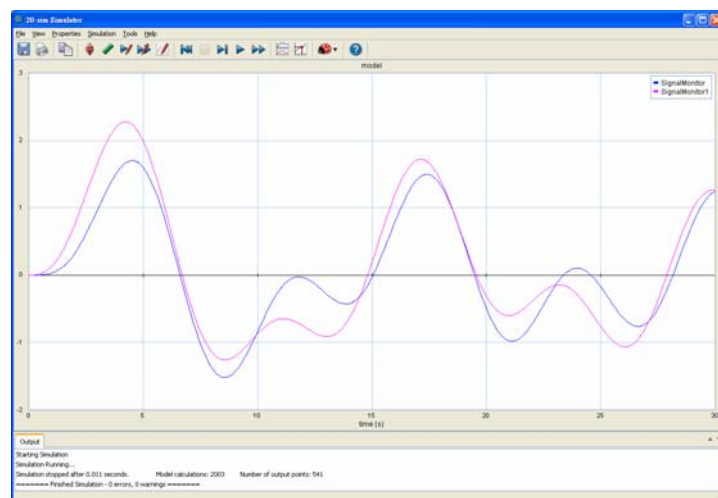 20-sim Simulator
File View Properties Simulation Tools Help
model
SignalMonitor
SignalMonitor1
3
2
1
0
-1
-2
0 5 10 15 20 25 30
time (s)
Output
Starting Simulation
Simulation Running...
Simulation stopped after 0.031 seconds. Model calculations: 2003 Number of output points: 541
======= Finished Simulation - 0 errors, 0 warnings =======